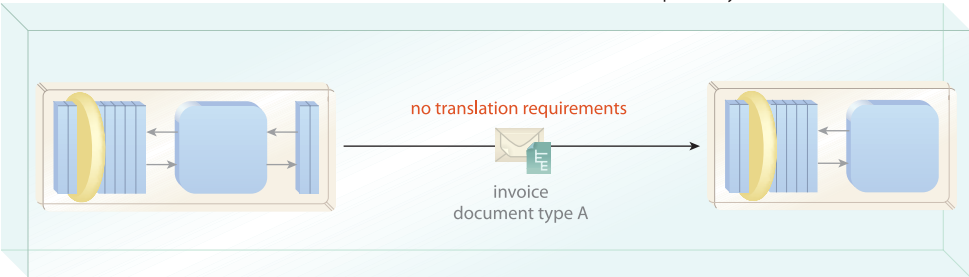 no translation requirements
invoice
document type A